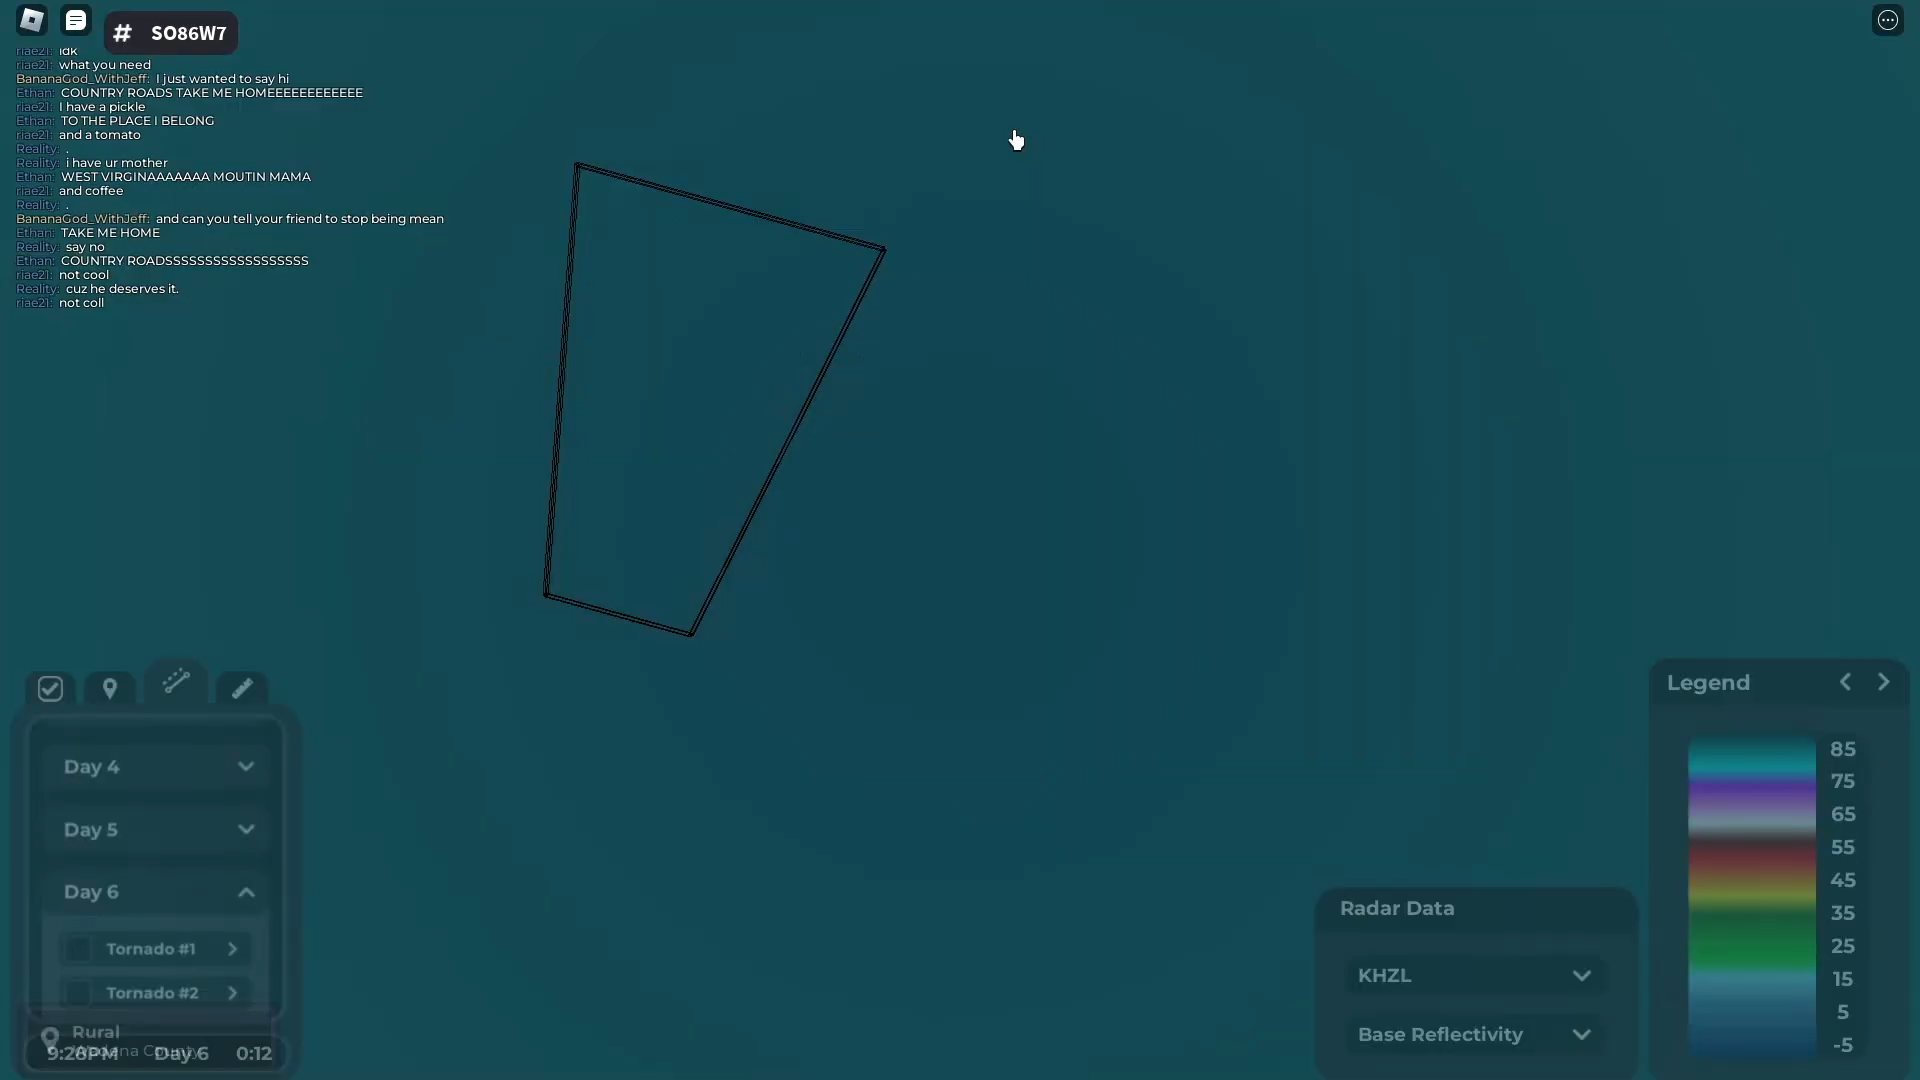 # SO86W7
riae21: idk
riae21: what you need
BananaGod_WithJeff: I just wanted to say hi
Ethan: COUNTRY ROADS TAKE ME HOMEEEEEEEEEEEE
riae21: I have a pickle
Ethan: TO THE PLACE I BELONG
riae21: and a tomato
Reality: .
Reality: i have ur mother
Ethan: WEST VIRGINAAAAAAA MOUTIN MAMA
riae21: and coffee
Reality: .
BananaGod_WithJeff: and can you tell your friend to stop being mean
Ethan: TAKE ME HOME
Reality: say no
Ethan: COUNTRY ROADSSSSSSSSSSSSSSSSSS
riae21: not cool
Reality: cuz he deserves it.
riae21: not coll
Day 4
Day 5
Day 6
Tornado #1
Tornado #2
Rural
County
9:28PM Day 6 0:12
Radar Data
KHZL
Base Reflectivity
Legend
85
75
65
55
45
35
25
15
5
-5